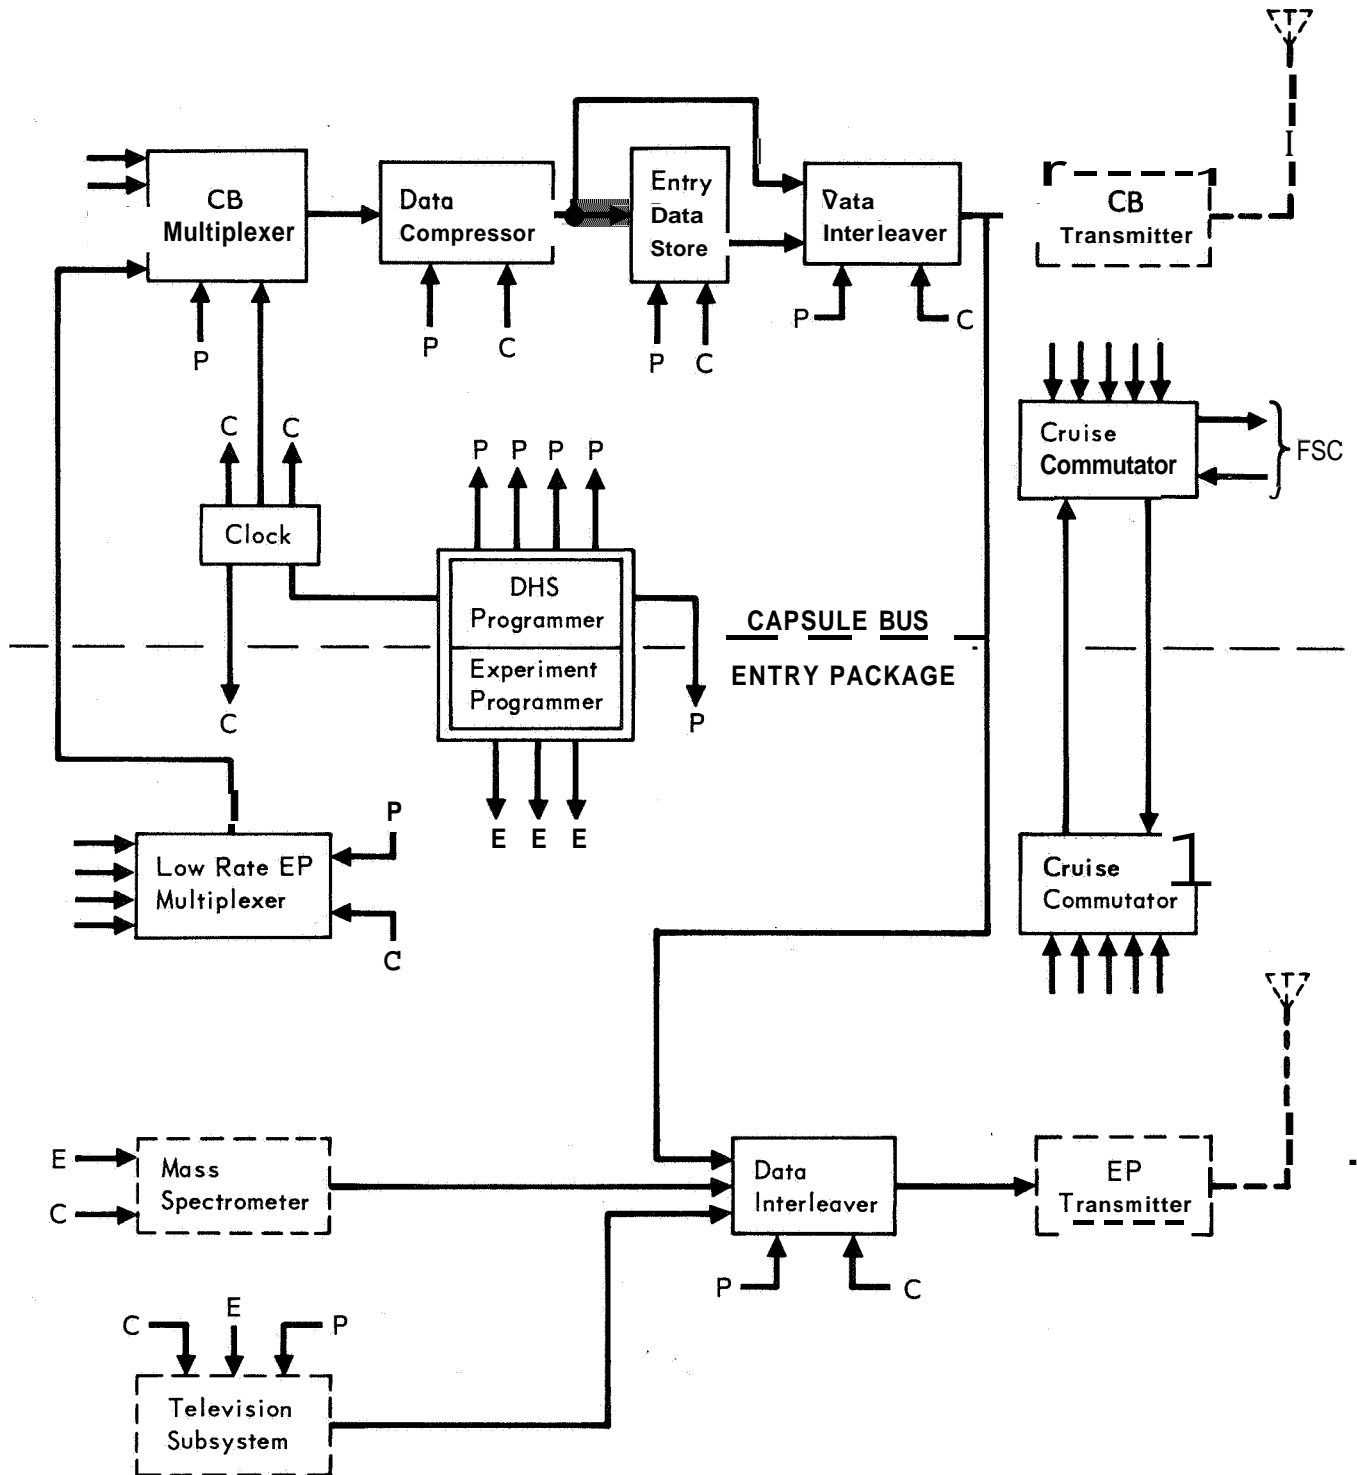 CB
Multiplexer
Data
Compressor
Entry
Data
Store
Vata
Interleaver
CB
Transmitter
P
P
C
P
C
P
C
C
C
P
P
P
P
Cruise
Commutator
FSC
Clock
DHS
Programmer
CAPSULE BUS
Experiment
Programmer
ENTRY PACKAGE
C
P
E
E
E
P
Low Rate EP
Multiplexer
C
Cruise
Commutator
E
Mass
Spectrometer
C
Data
Interleaver
EP
Transmitter
P
C
C
E
P
Television
Subsystem